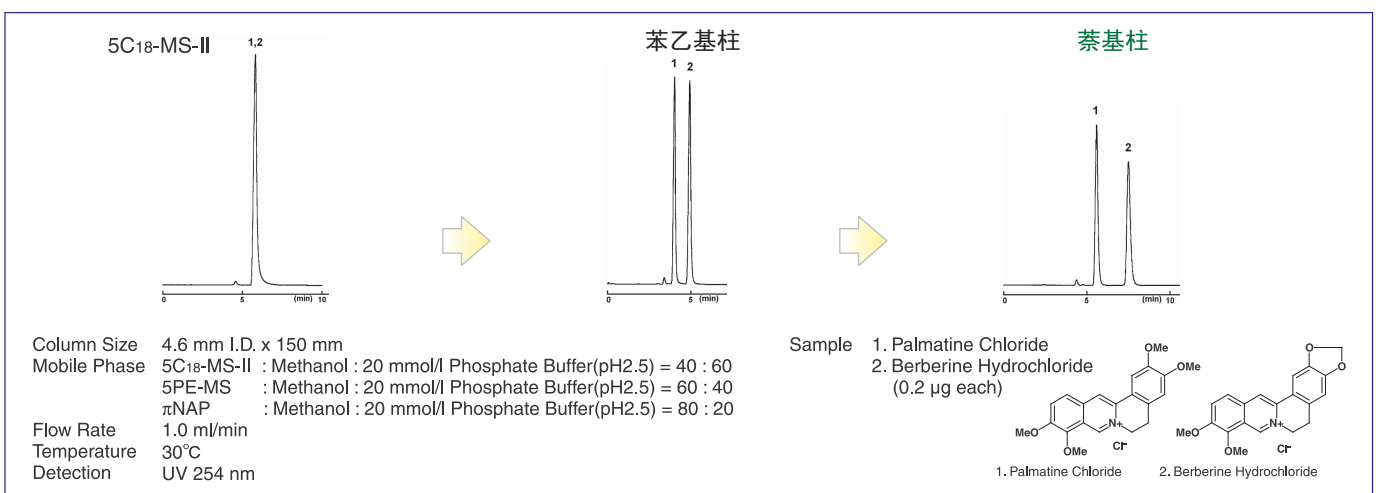 5C18-MS-II
1,2
0
5
(min)
10
苯乙基柱
1
2
0
5
(min)
萘基柱
1
2
0
5
(min)
10
Column Size 4.6 mm I.D. x 150 mm
Mobile Phase 5C18-MS-II : Methanol : 20 mmol/l Phosphate Buffer(pH2.5) = 40 : 60
5PE-MS : Methanol : 20 mmol/l Phosphate Buffer(pH2.5) = 60 : 40
πNAP : Methanol : 20 mmol/l Phosphate Buffer(pH2.5) = 80 : 20
Flow Rate 1.0 ml/min
Temperature 30℃
Detection UV 254 nm
Sample 1. Palmatine Chloride
2. Berberine Hydrochloride
(0.2 µg each)
OMe
OMe
MeO
OMe
N+
Cl-
1. Palmatine Chloride
O
O
MeO
OMe
N+
Cl-
2. Berberine Hydrochloride